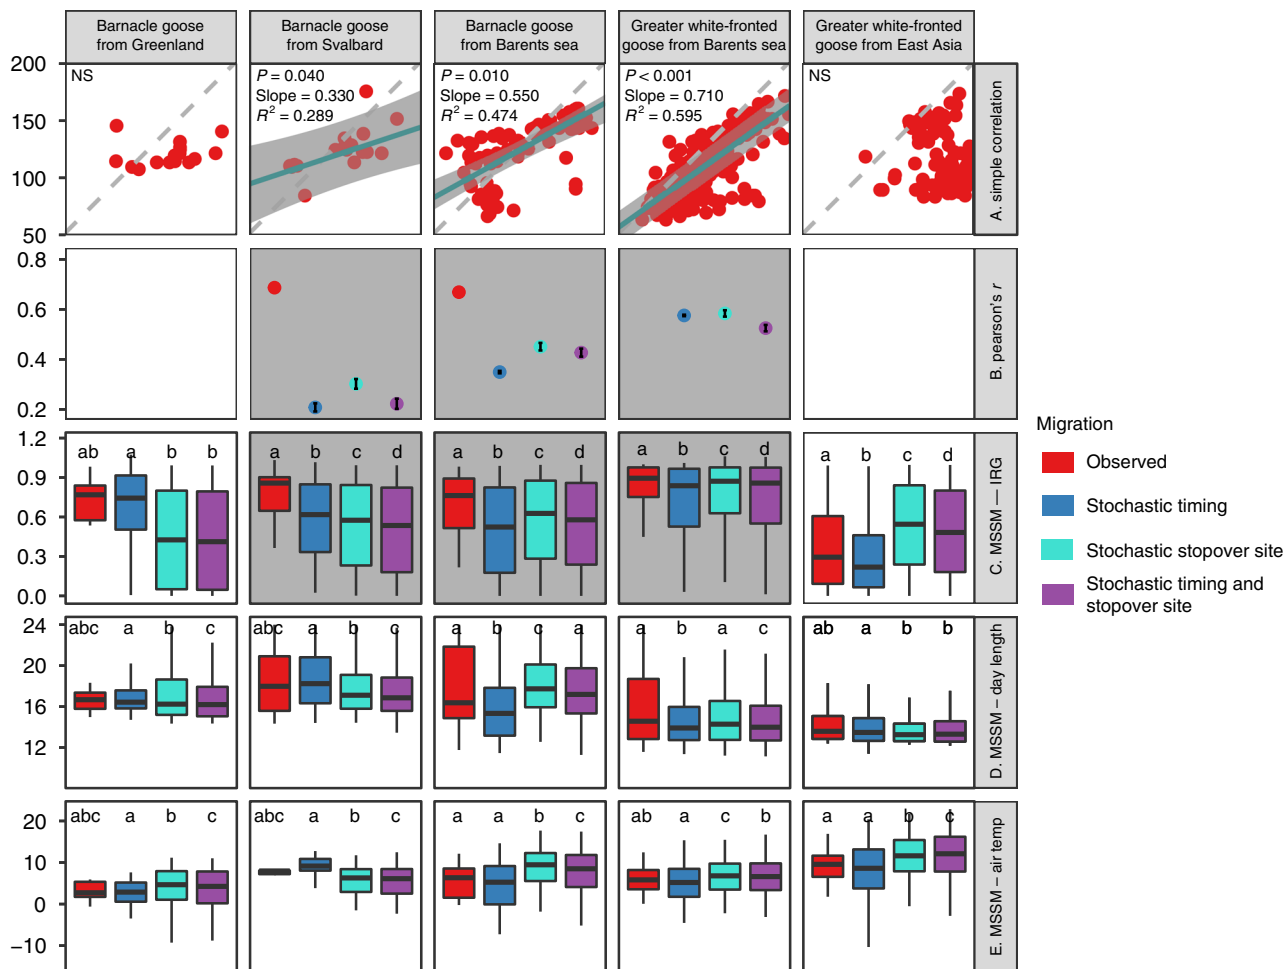 Barnacle goose
from Greenland
Barnacle goose
from Svalbard
Barnacle goose
from Barents sea
Greater white-fronted
goose from Barents sea
Greater white-fronted
goose from East Asia
200
150
100
50
NS
P = 0.040
Slope = 0.330
R² = 0.289
P = 0.010
Slope = 0.550
R² = 0.474
P < 0.001
Slope = 0.710
R² = 0.595
NS
A. simple correlation
0.8
0.6
0.4
0.2
B. pearson's r
1.2
0.9
0.6
0.3
0.0
ab a b b
a b c d
a b c d
a b c d
a b c d
C. MSSM — IRG
24
20
16
12
abc a b c
abc a b c
a b c a
a b a c
ab a b b
D. MSSM – day length
20
10
0
−10
abc a b c
abc a b c
a a b c
a b c b
a a b c
E. MSSM – air temp
Migration
Observed
Stochastic timing
Stochastic stopover site
Stochastic timing and
stopover site